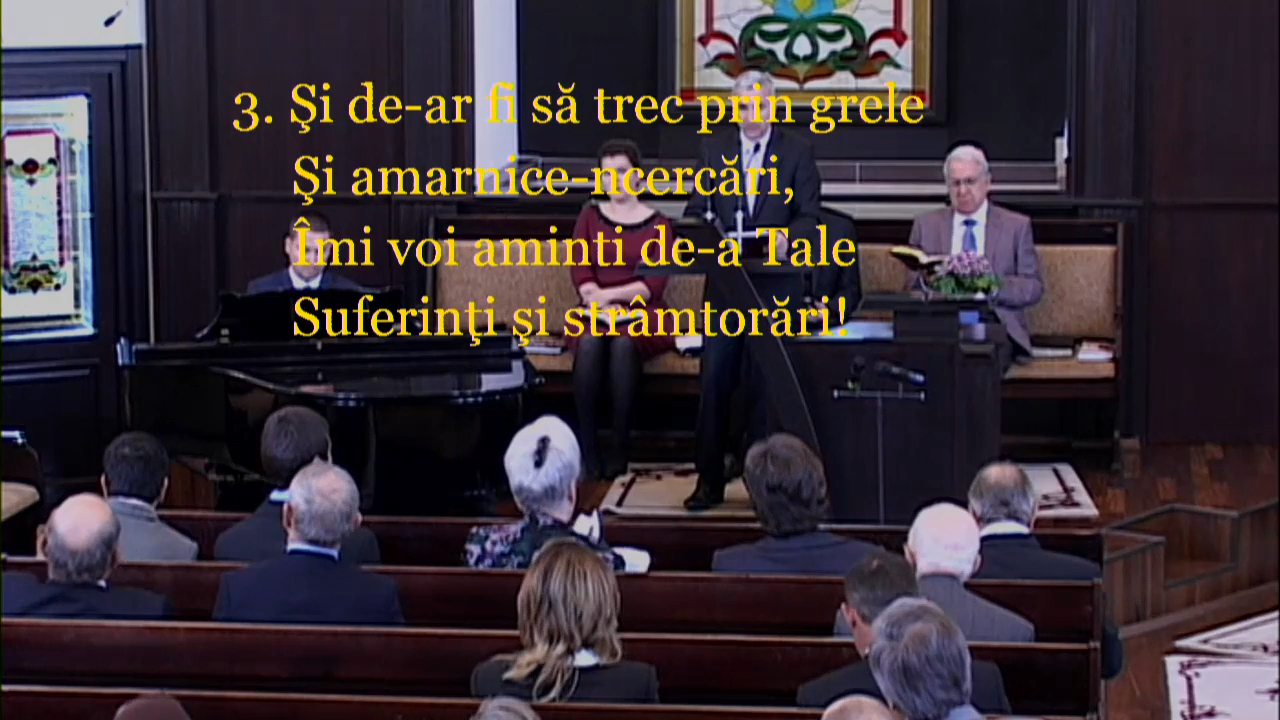 3. Şi de-ar fi să trec prin grele
Şi amarnice-ncercări,
Îmi voi aminti de-a Tale
Suferinţi şi strâmtorări!